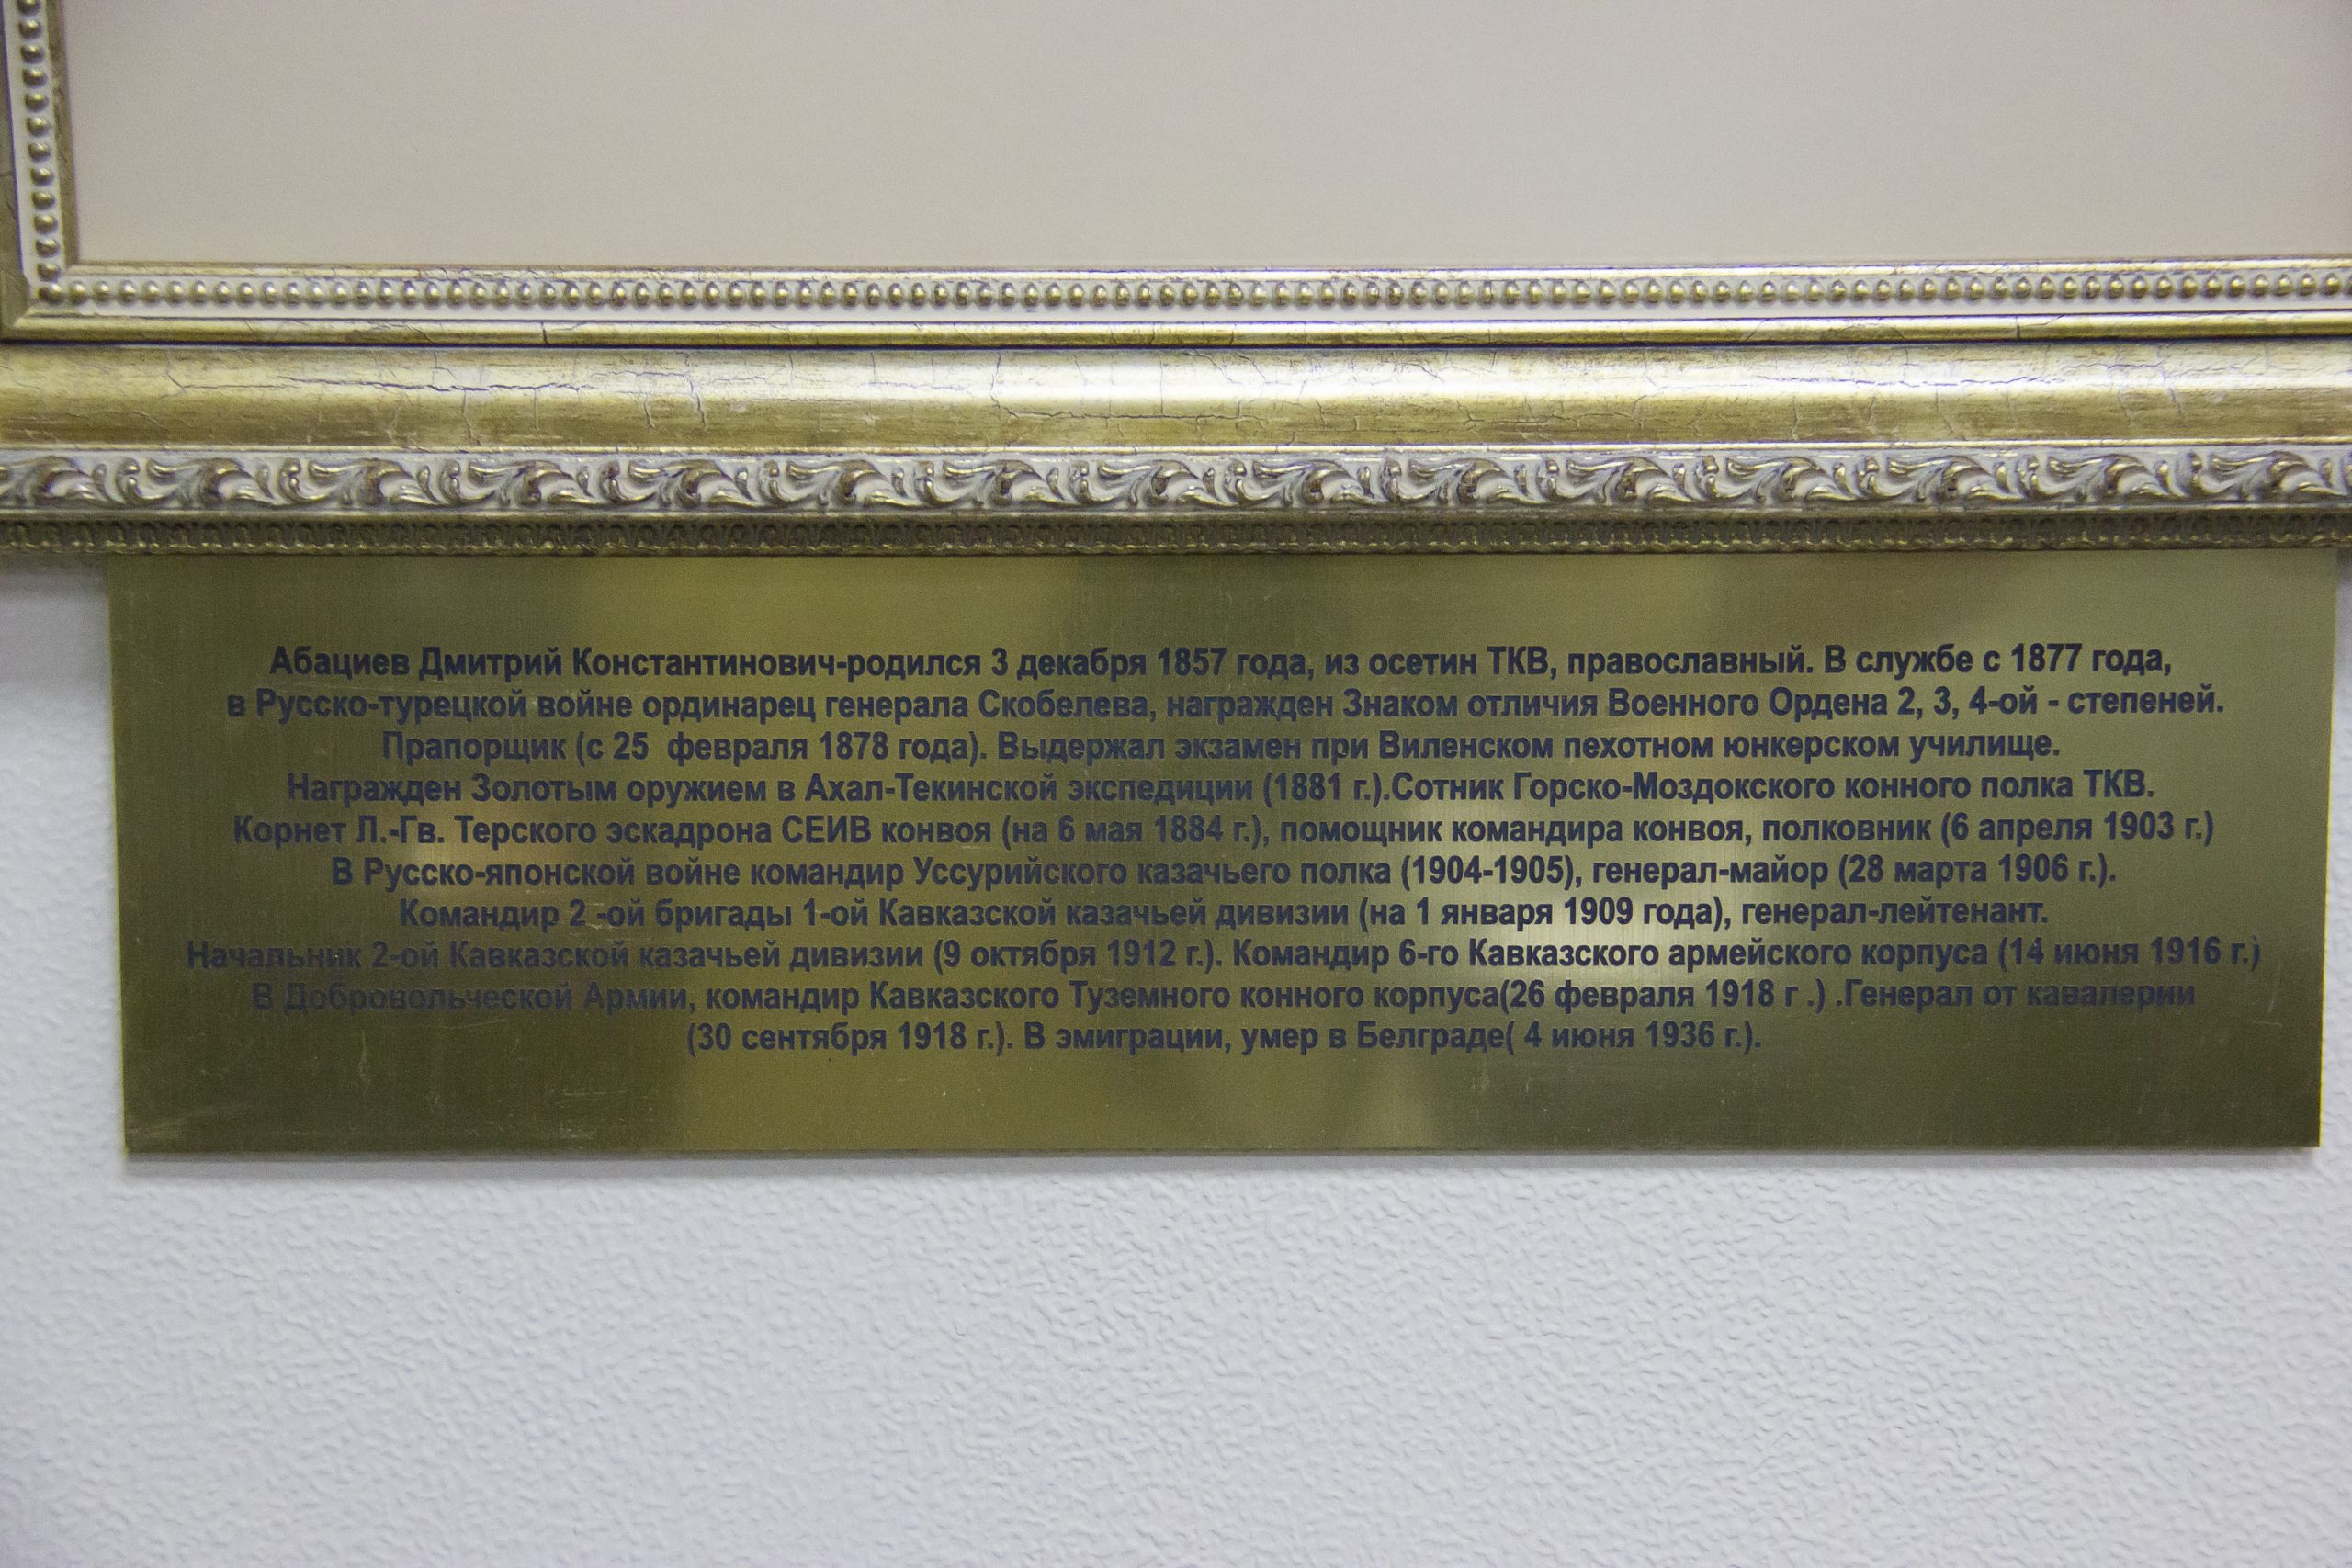 Абациев Дмитрий Константинович-родился 3 декабря 1857 года, из осетин ТКВ, православный. В службе с 1877 года,
в Русско-турецкой войне ординарец генерала Скобелева, награжден Знаком отличия Военного Ордена 2, 3, 4-ой - степеней.
Прапорщик (с 25 февраля 1878 года). Выдержал экзамен при Виленском пехотном юнкерском училище.
Награжден Золотым оружием в Ахал-Текинской экспедиции (1881 г.).Сотник Горско-Моздокского конного полка ТКВ.
Корнет Л.-Гв. Терского эскадрона СЕИВ конвоя (на 6 мая 1884 г.), помощник командира конвоя, полковник (6 апреля 1903 г.)
В Русско-японской войне командир Уссурийского казачьего полка (1904-1905), генерал-майор (28 марта 1906 г.).
Командир 2 -ой бригады 1-ой Кавказской казачьей дивизии (на 1 января 1909 года), генерал-лейтенант.
Начальник 2-ой Кавказской казачьей дивизии (9 октября 1912 г.). Командир 6-го Кавказского армейского корпуса (14 июня 1916 г.)
В Добровольческой Армии, командир Кавказского Туземного конного корпуса(26 февраля 1918 г .) .Генерал от кавалерии
(30 сентября 1918 г.). В эмиграции, умер в Белграде( 4 июня 1936 г.).